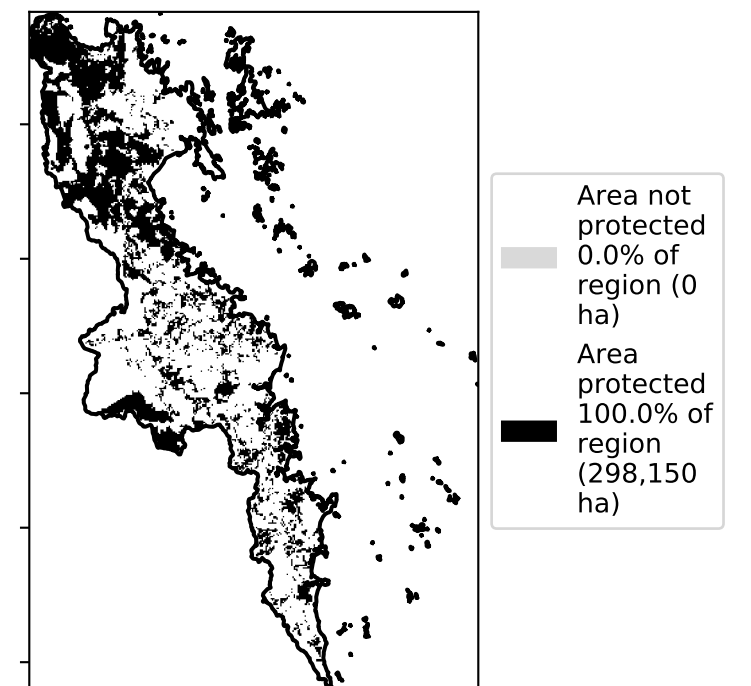 Area not
protected
0.0% of
region (0
ha)
Area
protected
100.0% of
region
(298,150
ha)